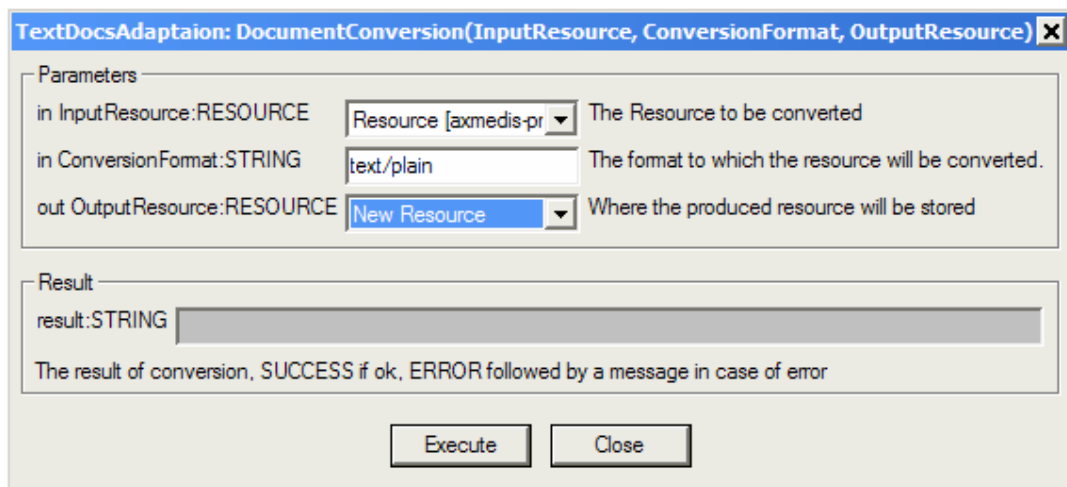 TextDocsAdaptaion: DocumentConversion(InputResource, ConversionFormat, OutputResource)
Parameters
in InputResource:RESOURCE Resource [axmedis-pr The Resource to be converted
in ConversionFormat:STRING text/plain The format to which the resource will be converted.
out OutputResource:RESOURCE New Resource Where the produced resource will be stored
Result
result:STRING
The result of conversion, SUCCESS if ok, ERROR followed by a message in case of error
Execute Close